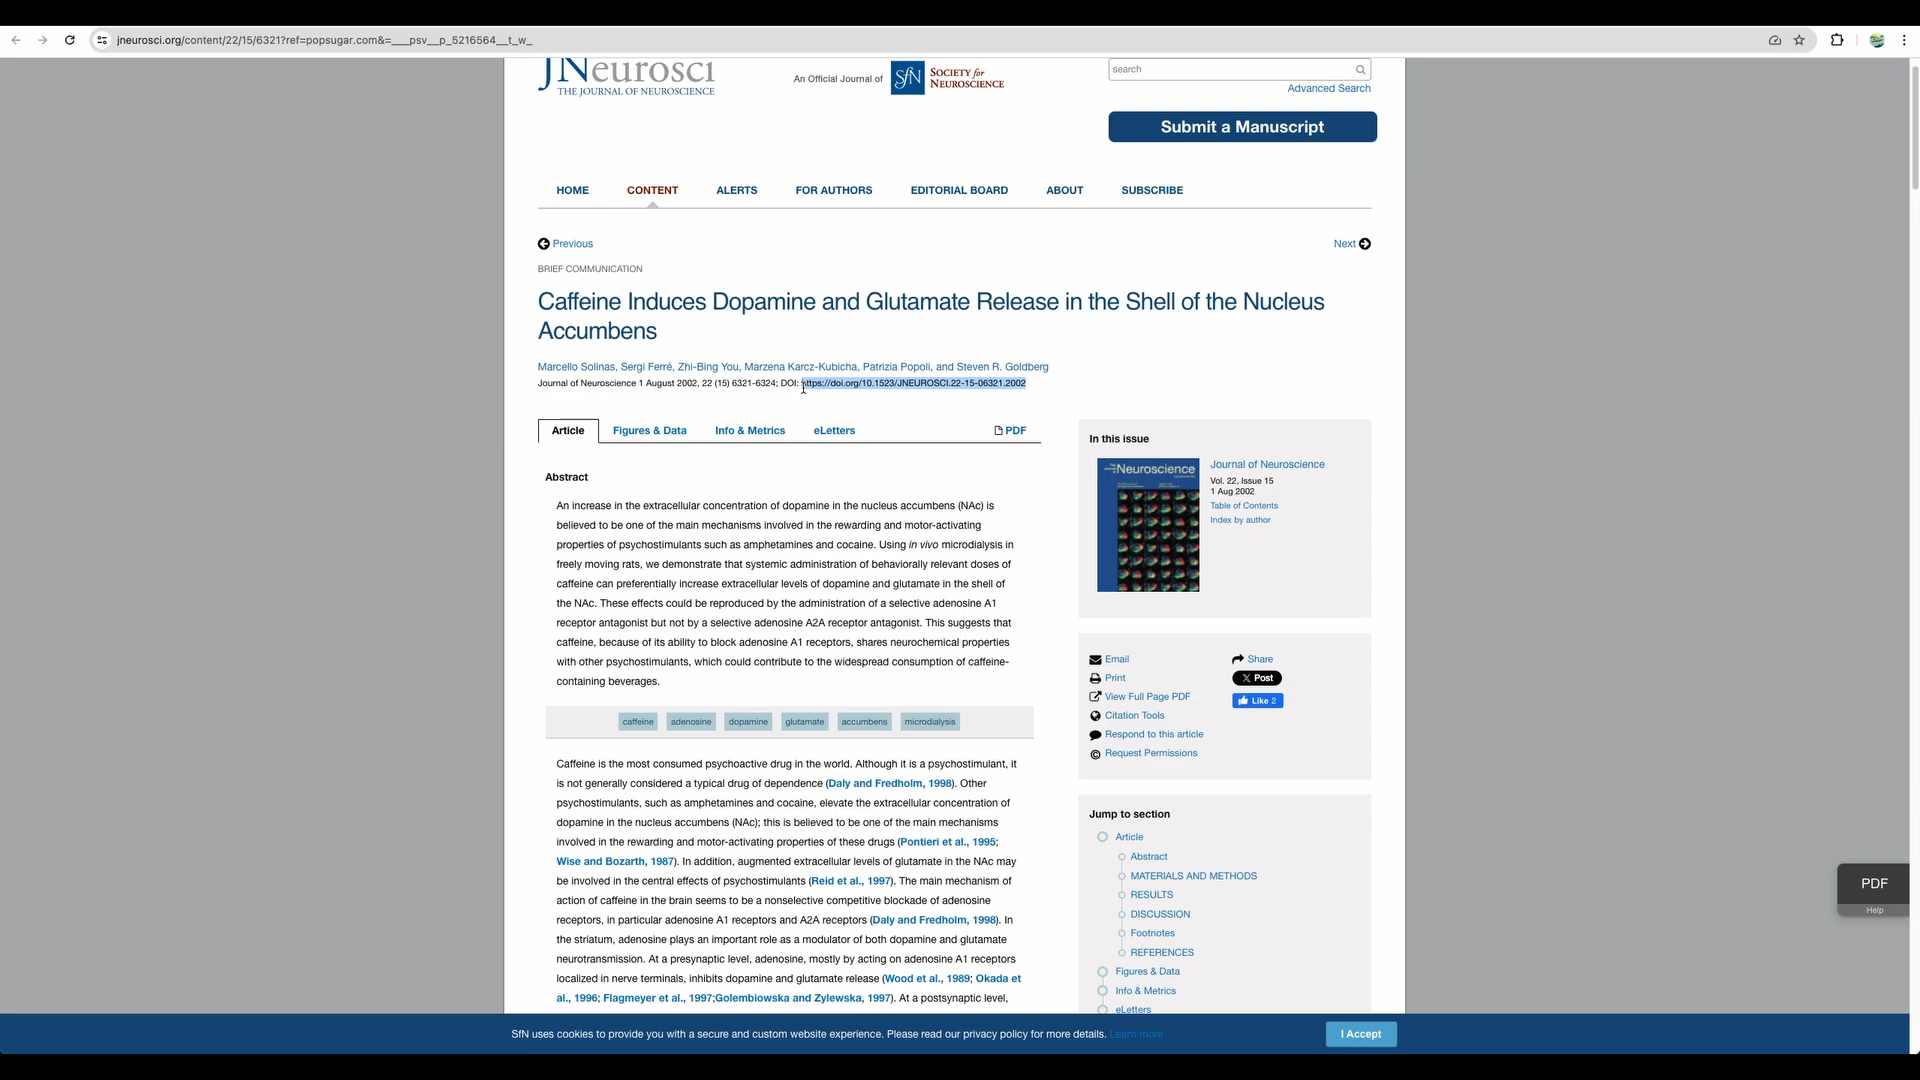 jneurosci.org/content/22/15/6321?ref=popsugar.com&=___psv__p_5216564__t_w_
JNeurosci
THE JOURNAL OF NEUROSCIENCE
An Official Journal of
SfN
SOCIETY for
NEUROSCIENCE
search
Advanced Search
Submit a Manuscript
HOME CONTENT ALERTS FOR AUTHORS EDITORIAL BOARD ABOUT SUBSCRIBE
Previous
Next
BRIEF COMMUNICATION
Caffeine Induces Dopamine and Glutamate Release in the Shell of the Nucleus
Accumbens
Marcello Solinas, Sergi Ferré, Zhi-Bing You, Marzena Karcz-Kubicha, Patrizia Popoli, and Steven R. Goldberg
Journal of Neuroscience 1 August 2002, 22 (15) 6321-6324; DOI: https://doi.org/10.1523/JNEUROSCI.22-15-06321.2002
Article Figures & Data Info & Metrics eLetters PDF
Abstract
An increase in the extracellular concentration of dopamine in the nucleus accumbens (NAc) is
believed to be one of the main mechanisms involved in the rewarding and motor-activating
properties of psychostimulants such as amphetamines and cocaine. Using in vivo microdialysis in
freely moving rats, we demonstrate that systemic administration of behaviorally relevant doses of
caffeine can preferentially increase extracellular levels of dopamine and glutamate in the shell of
the NAc. These effects could be reproduced by the administration of a selective adenosine A1
receptor antagonist but not by a selective adenosine A2A receptor antagonist. This suggests that
caffeine, because of its ability to block adenosine A1 receptors, shares neurochemical properties
with other psychostimulants, which could contribute to the widespread consumption of caffeine-
containing beverages.
caffeine adenosine dopamine glutamate accumbens microdialysis
Caffeine is the most consumed psychoactive drug in the world. Although it is a psychostimulant, it
is not generally considered a typical drug of dependence (Daly and Fredholm, 1998). Other
psychostimulants, such as amphetamines and cocaine, elevate the extracellular concentration of
dopamine in the nucleus accumbens (NAc); this is believed to be one of the main mechanisms
involved in the rewarding and motor-activating properties of these drugs (Pontieri et al., 1995;
Wise and Bozarth, 1987). In addition, augmented extracellular levels of glutamate in the NAc may
be involved in the central effects of psychostimulants (Reid et al., 1997). The main mechanism of
action of caffeine in the brain seems to be a nonselective competitive blockade of adenosine
receptors, in particular adenosine A1 receptors and A2A receptors (Daly and Fredholm, 1998). In
the striatum, adenosine plays an important role as a modulator of both dopamine and glutamate
neurotransmission. At a presynaptic level, adenosine, mostly by acting on adenosine A1 receptors
localized in nerve terminals, inhibits dopamine and glutamate release (Wood et al., 1989; Okada et
al., 1996; Flagmeyer et al., 1997;Golembiowska and Zylewska, 1997). At a postsynaptic level,
In this issue
The Journal of Neuroscience
Journal of Neuroscience
Vol. 22, Issue 15
1 Aug 2002
Table of Contents
Index by author
Email
Print
View Full Page PDF
Citation Tools
Respond to this article
Request Permissions
Share
X Post
Like 2
Jump to section
Article
Abstract
MATERIALS AND METHODS
RESULTS
DISCUSSION
Footnotes
REFERENCES
Figures & Data
Info & Metrics
eLetters
PDF
Help
SfN uses cookies to provide you with a secure and custom website experience. Please read our privacy policy for more details. Learn more
I Accept